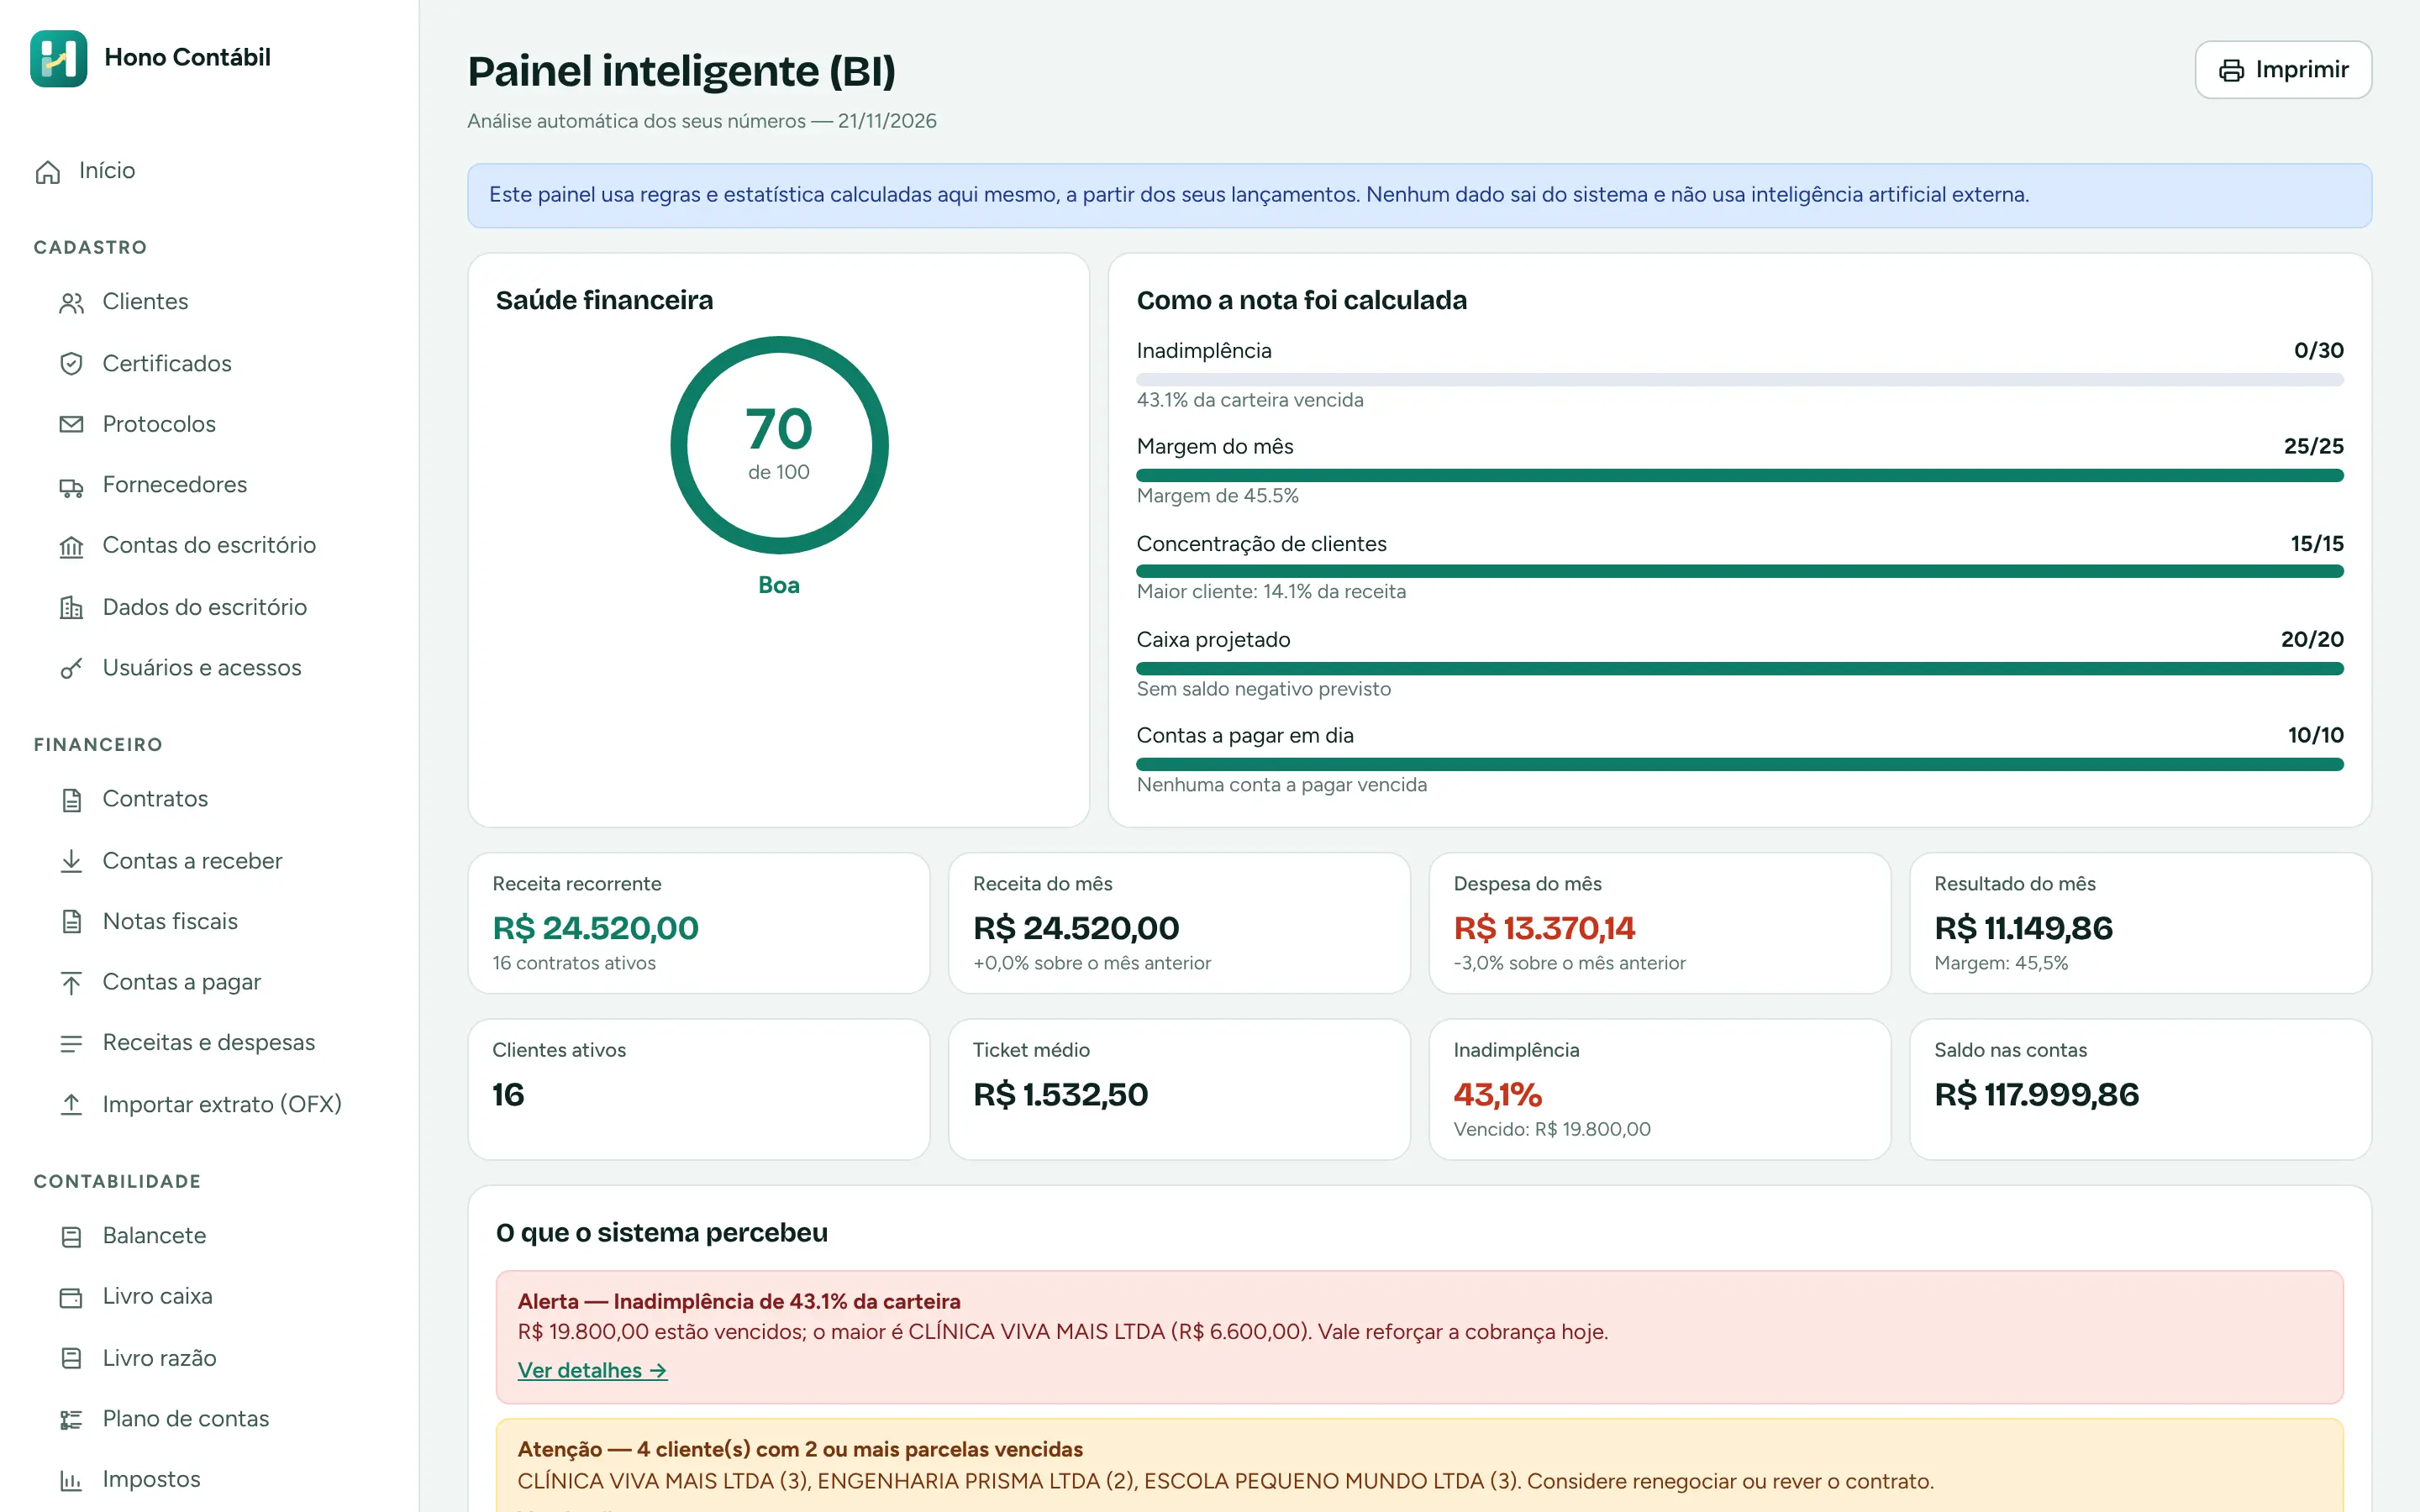 Hono Contábil
Início
CADASTRO
Clientes
Certificados
Protocolos
Fornecedores
Contas do escritório
Dados do escritório
Usuários e acessos
FINANCEIRO
Contratos
Contas a receber
Notas fiscais
Contas a pagar
Receitas e despesas
Importar extrato (OFX)
CONTABILIDADE
Balancete
Livro caixa
Livro razão
Plano de contas
Impostos
Painel inteligente (BI)
Imprimir
Análise automática dos seus números — 21/11/2026
Este painel usa regras e estatística calculadas aqui mesmo, a partir dos seus lançamentos. Nenhum dado sai do sistema e não usa inteligência artificial externa.
Saúde financeira
70
de 100
Boa
Como a nota foi calculada
Inadimplência 0/30
43.1% da carteira vencida
Margem do mês 25/25
Margem de 45.5%
Concentração de clientes 15/15
Maior cliente: 14.1% da receita
Caixa projetado 20/20
Sem saldo negativo previsto
Contas a pagar em dia 10/10
Nenhuma conta a pagar vencida
Receita recorrente
R$ 24.520,00
16 contratos ativos
Receita do mês
R$ 24.520,00
+0,0% sobre o mês anterior
Despesa do mês
R$ 13.370,14
-3,0% sobre o mês anterior
Resultado do mês
R$ 11.149,86
Margem: 45,5%
Clientes ativos
16
Ticket médio
R$ 1.532,50
Inadimplência
43,1%
Vencido: R$ 19.800,00
Saldo nas contas
R$ 117.999,86
O que o sistema percebeu
Alerta — Inadimplência de 43.1% da carteira
R$ 19.800,00 estão vencidos; o maior é CLÍNICA VIVA MAIS LTDA (R$ 6.600,00). Vale reforçar a cobrança hoje.
Ver detalhes →
Atenção — 4 cliente(s) com 2 ou mais parcelas vencidas
CLÍNICA VIVA MAIS LTDA (3), ENGENHARIA PRISMA LTDA (2), ESCOLA PEQUENO MUNDO LTDA (3). Considere renegociar ou rever o contrato.